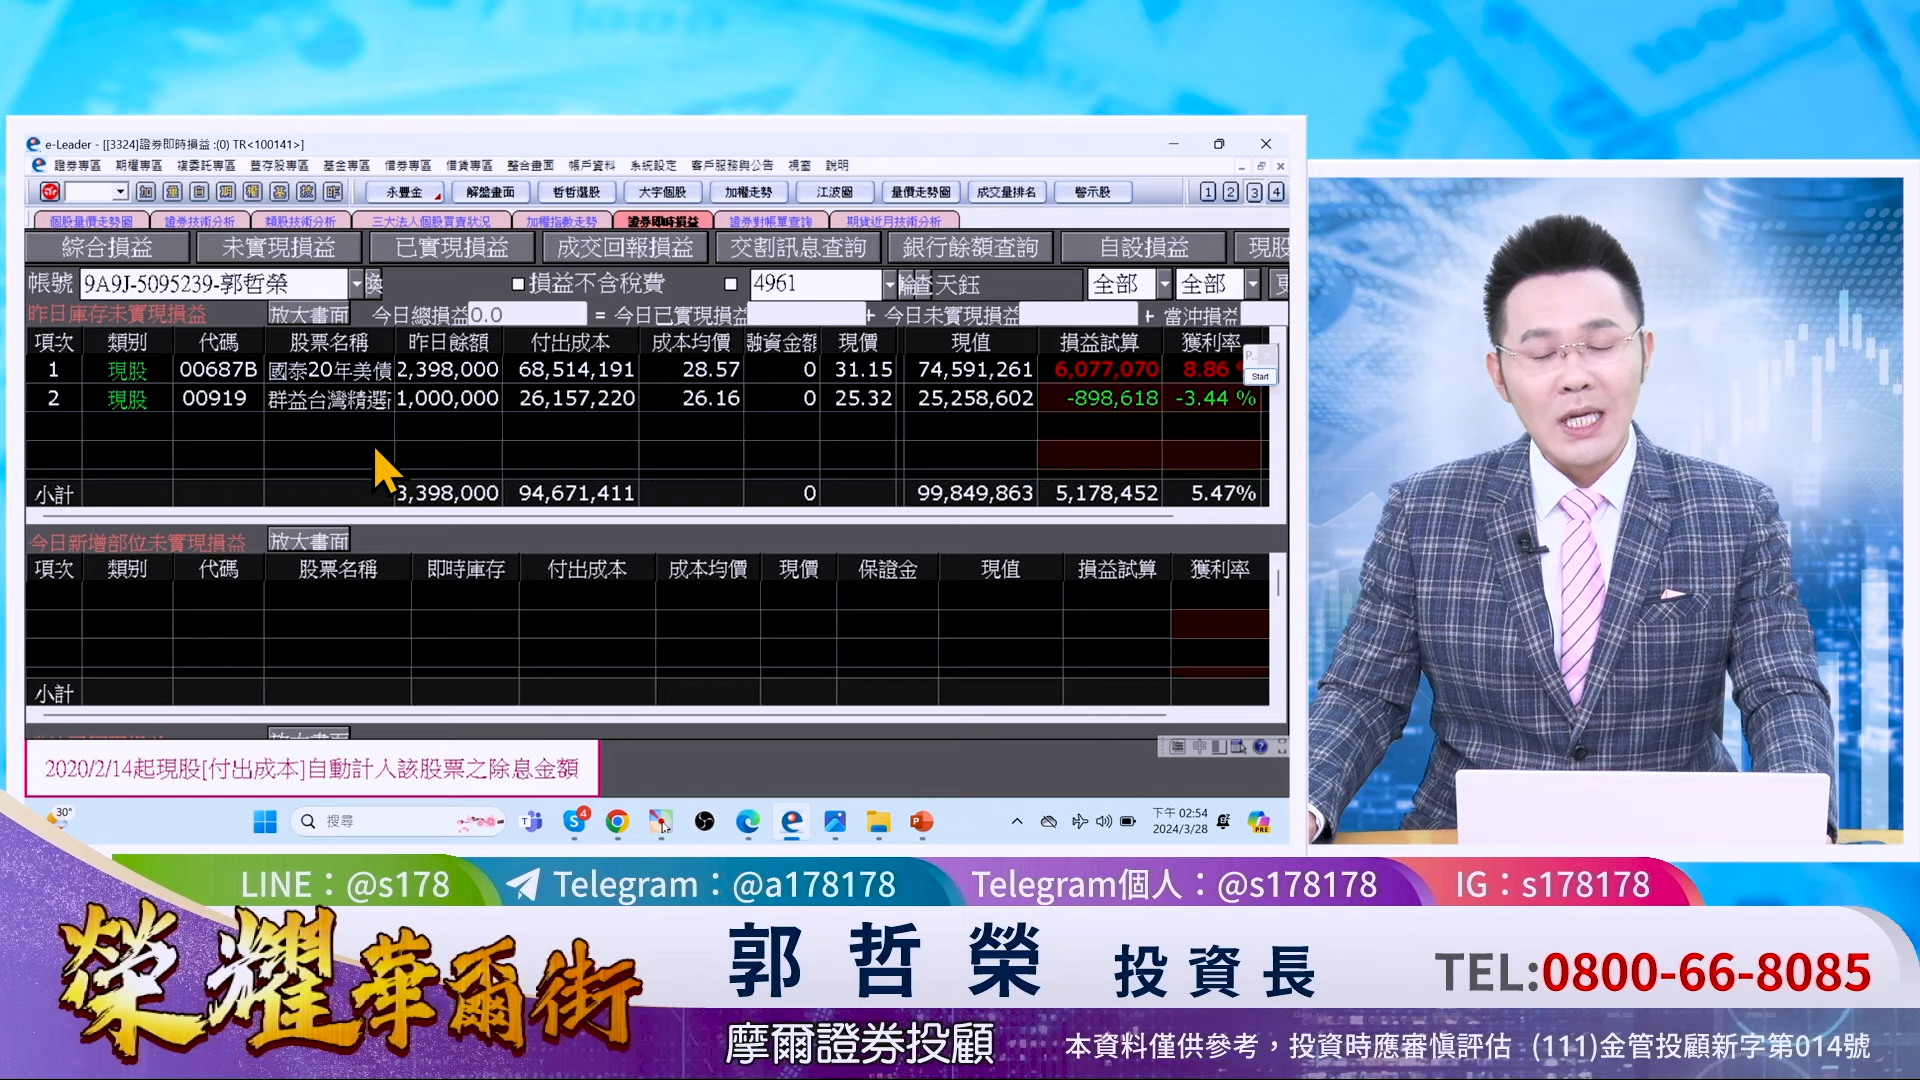 e-Leader - [[3324]證券即時損益 :(0) TR<100141>]
證券專區 期權專區 複委託專區 豐存股專區 基金專區 借券專區 借貸專區 整合畫面 帳戶資料 系統設定 客戶服務與公告 視窗 說明
永豐金 解盤畫面 哲哲選股 大字個股 加權走勢 江波圖 量價走勢圖 成交量排名 警示股 1 2 3 4
個股量價走勢圖 證券技術分析 類股技術分析 三大法人個股買賣狀況 加權指數走勢 證券即時損益 證券對帳單查詢 期貨近月技術分析
綜合損益 未實現損益 已實現損益 成交回報損益 交割訊息查詢 銀行餘額查詢 自設損益 現股
帳號 9A9J-5095239-郭哲榮 損益不含稅費 4961 天鈺 全部 全部 更
昨日庫存未實現損益 放大畫面 今日總損益 0.0 = 今日已實現損益 + 今日未實現損益 + 當沖損益
項次 類別 代碼 股票名稱 昨日餘額 付出成本 成本均價 融資金額 現價 現值 損益試算 獲利率
1 現股 00687B 國泰20年美債 2,398,000 68,514,191 28.57 0 31.15 74,591,261 6,077,070 8.86
2 現股 00919 群益台灣精選 1,000,000 26,157,220 26.16 0 25.32 25,258,602 -898,618 -3.44 %
Start
小計 3,398,000 94,671,411 0 99,849,863 5,178,452 5.47%
今日新增部位未實現損益 放大畫面
項次 類別 代碼 股票名稱 即時庫存 付出成本 成本均價 現價 保證金 現值 損益試算 獲利率
小計
放大畫面
2020/2/14起現股[付出成本]自動計入該股票之除息金額
30°
搜尋
4
下午 02:54
2024/3/28
PRE
LINE：@s178 Telegram：@a178178 Telegram個人：@s178178 IG：s178178
榮耀華爾街
郭哲榮 投資長 TEL:0800-66-8085
摩爾證券投顧 本資料僅供參考，投資時應審慎評估 (111)金管投顧新字第014號